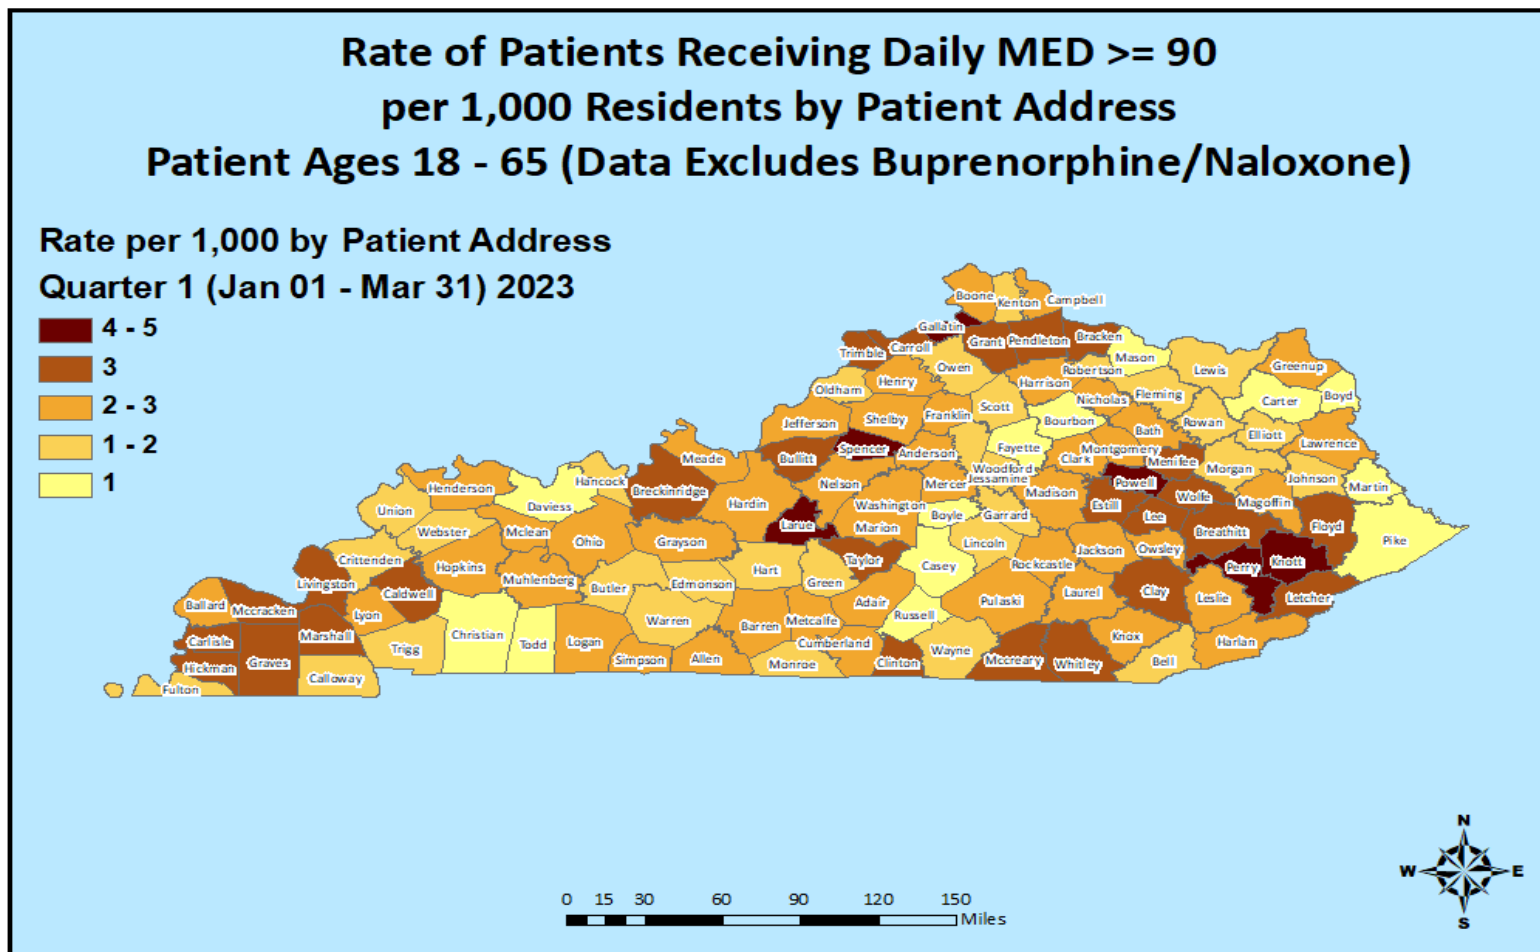 Rate of Patients Receiving Daily MED >= 90
per 1,000 Residents by Patient Address
Patient Ages 18 - 65 (Data Excludes Buprenorphine/Naloxone)
Rate per 1,000 by Patient Address
Quarter 1 (Jan 01 - Mar 31) 2023
4 - 5
3
2 - 3
1 - 2
1
Boone
Kenton
Campbell
Gallatin
Trimble
Carroll
Grant
Pendleton
Bracken
Mason
Owen
Robertson
Lewis
Greenup
Oldham
Henry
Harrison
Nicholas
Fleming
Carter
Boyd
Jefferson
Shelby
Franklin
Scott
Bourbon
Rowan
Bath
Elliott
Lawrence
Bullitt
Spencer
Anderson
Fayette
Clark
Montgomery
Menifee
Morgan
Woodford
Jessamine
Meade
Breckinridge
Hancock
Henderson
Daviess
Union
Hardin
Nelson
Mercer
Madison
Powell
Wolfe
Magoffin
Johnson
Martin
Washington
Estill
Lee
Webster
Mclean
Ohio
Grayson
Larue
Marion
Boyle
Garrard
Breathitt
Floyd
Pike
Crittenden
Hopkins
Muhlenberg
Butler
Edmonson
Hart
Green
Taylor
Casey
Lincoln
Rockcastle
Jackson
Owsley
Perry
Knott
Livingston
Caldwell
Ballard
Mccracken
Lyon
Warren
Barren
Metcalfe
Adair
Russell
Pulaski
Laurel
Clay
Leslie
Letcher
Carlisle
Marshall
Christian
Todd
Logan
Cumberland
Knox
Harlan
Hickman
Graves
Trigg
Simpson
Allen
Monroe
Clinton
Wayne
Mccreary
Whitley
Bell
Fulton
Calloway
N
W
E
S
0 15 30 60 90 120 150
Miles